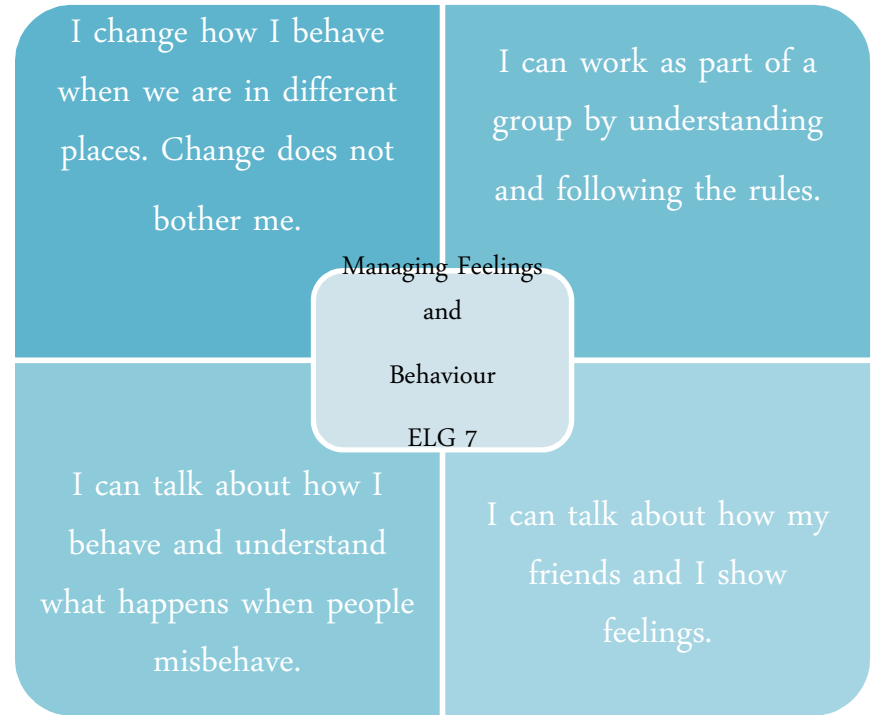 I change how I behave
when we are in different
places. Change does not
bother me.
I can work as part of a
group by understanding
and following the rules.
Managing Feelings
and
Behaviour
ELG 7
I can talk about how I
behave and understand
what happens when people
misbehave.
I can talk about how my
friends and I show
feelings.